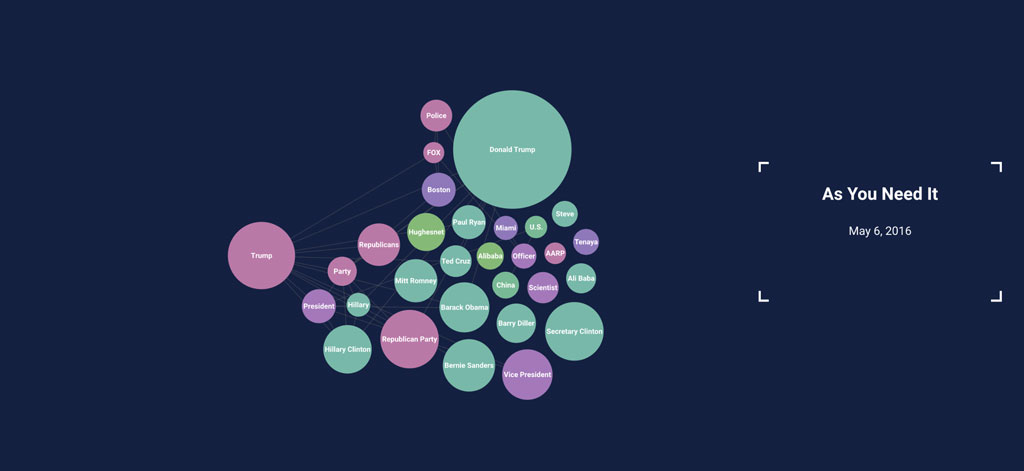 Police
Donald Trump
FOX
Boston
Steve
Paul Ryan
Miami
U.S.
Hughesnet
Republicans
Tenaya
Trump
Alibaba
Officer
AARP
Ted Cruz
Party
Mitt Romney
Ali Baba
China
Scientist
President
Hillary
Barack Obama
Barry Diller
Secretary Clinton
Republican Party
Hillary Clinton
Bernie Sanders
Vice President
As You Need It
May 6, 2016